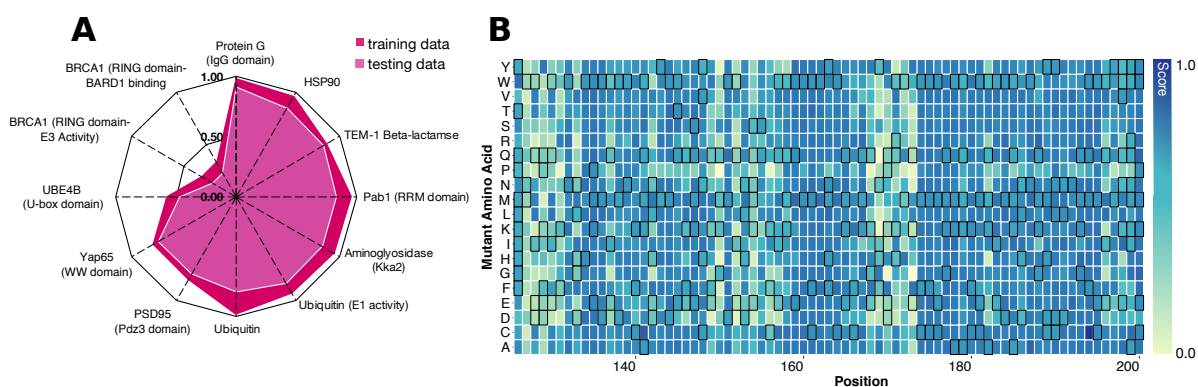 A
Protein G
(IgG domain)
training data
testing data
BRCA1 (RING domain-
BARD1 binding
1.00
HSP90
BRCA1 (RING domain-
E3 Activity)
0.50
TEM-1 Beta-lactamse
UBE4B
(U-box domain)
0.00
Pab1 (RRM domain)
Yap65
(WW domain)
Aminoglyosidase
(Kka2)
PSD95
(Pdz3 domain)
Ubiquitin
Ubiquitin (E1 activity)
B
Mutant Amino Acid
Y
W
V
T
S
R
Q
P
N
M
L
K
I
H
G
F
E
D
C
A
140
160
180
200
Position
Score
1.0
0.0